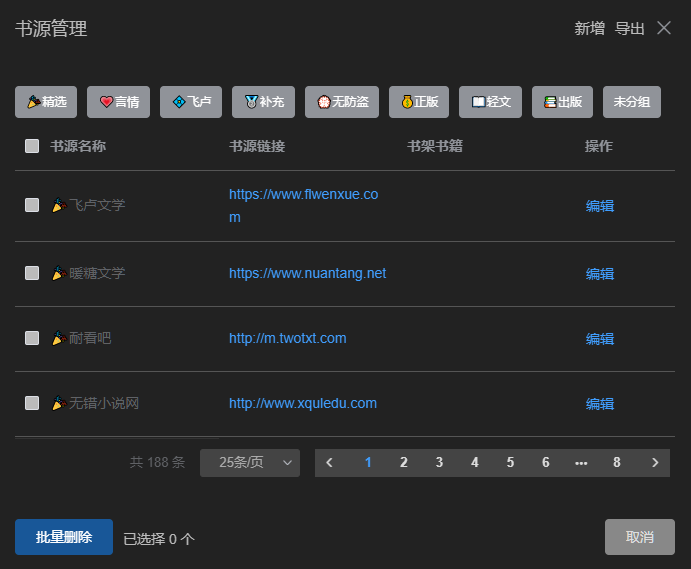 书源管理 新增 导出
精选 言情 飞卢 补充 无防盗 正版 经文 出版 未分组
书源名称 书源链接 书架书籍 操作
飞卢文学 https://www.flwenxue.co 编辑
m
暖糖文学 https://www.nuantang.net 编辑
耐看吧 http://m.twotxt.com 编辑
无错小说网 http://www.xquledu.com 编辑
共 188 条 25条/页 1 2 3 4 5 6 ••• 8
批量删除 已选择 0 个 取消